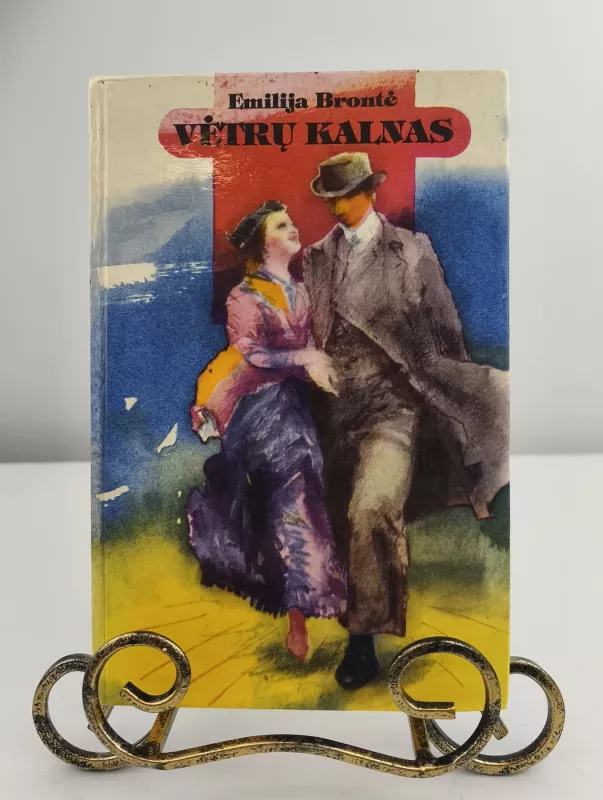 Emilija Brontė
VĖTRŲ KALNAS